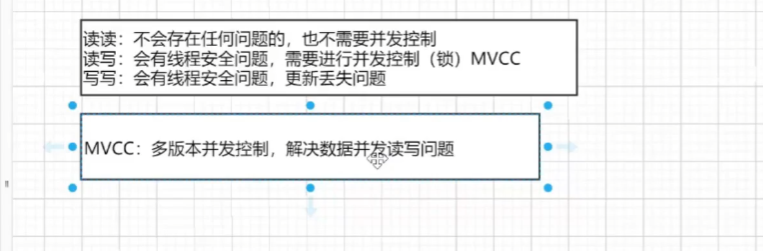 读读：不会存在任何问题的，也不需要并发控制
读写：会有线程安全问题，需要进行并发控制（锁）MVCC
写写：会有线程安全问题，更新丢失问题
MVCC：多版本并发控制，解决数据并发读写问题